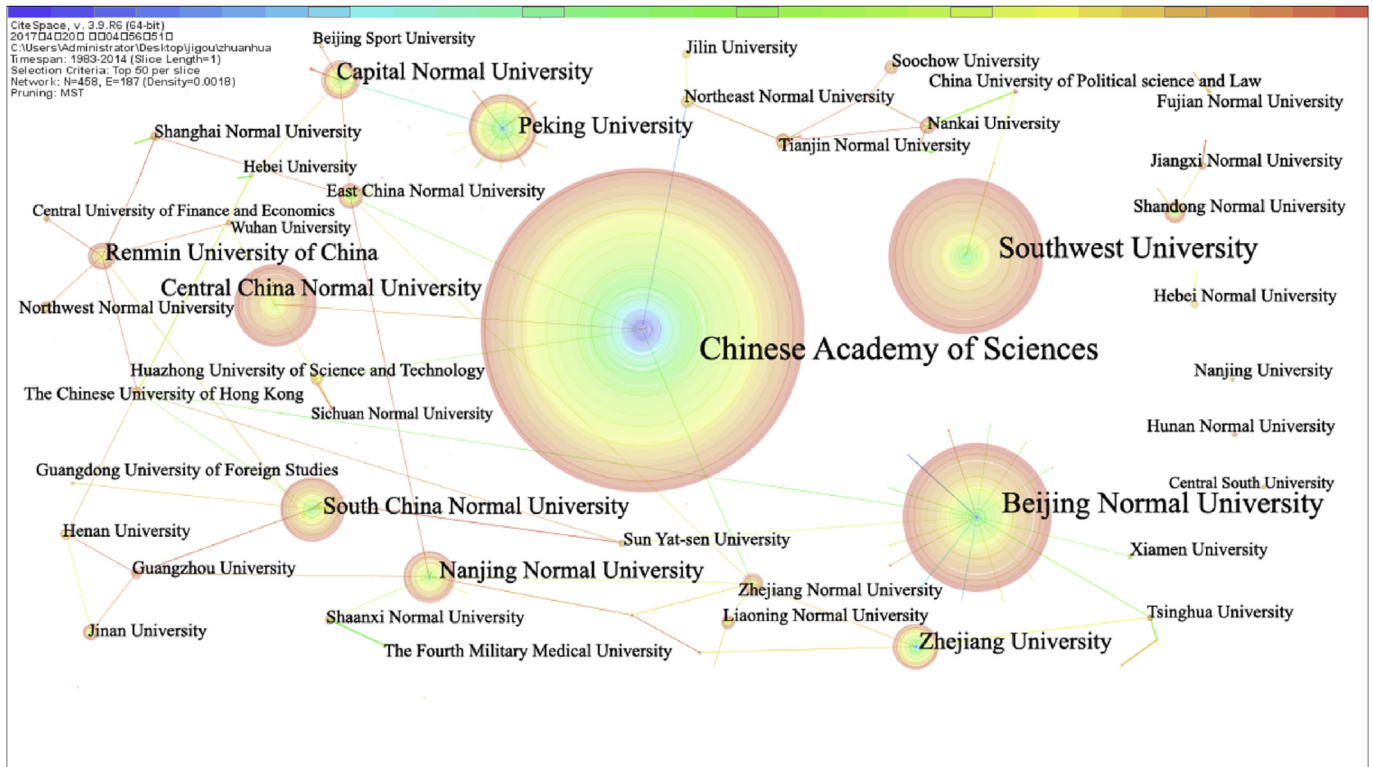 CiteSpace, v. 3.9.R6 (64-bit)
2017□4□20□ □□04□56□51□
C:\Users\Administrator\Desktop\jigou\zhuanhua
Timespan: 1983-2014 (Slice Length=1)
Selection Criteria: Top 50 per slice
Network: N=458, E=187 (Density=0.0018)
Pruning: MST
Beijing Sport University
Capital Normal University
Peking University
Jilin University
Soochow University
China University of Political science and Law
Northeast Normal University
Fujian Normal University
Nankai University
Tianjin Normal University
Shanghai Normal University
Hebei University
Jiangxi Normal University
East China Normal University
Central University of Finance and Economics
Wuhan University
Shandong Normal University
Renmin University of China
Southwest University
Central China Normal University
Northwest Normal University
Hebei Normal University
Chinese Academy of Sciences
Huazhong University of Science and Technology
Nanjing University
The Chinese University of Hong Kong
Sichuan Normal University
Hunan Normal University
Guangdong University of Foreign Studies
Central South University
South China Normal University
Beijing Normal University
Henan University
Sun Yat-sen University
Xiamen University
Guangzhou University
Nanjing Normal University
Zhejiang Normal University
Shaanxi Normal University
Liaoning Normal University
Tsinghua University
Jinan University
The Fourth Military Medical University
Zhejiang University